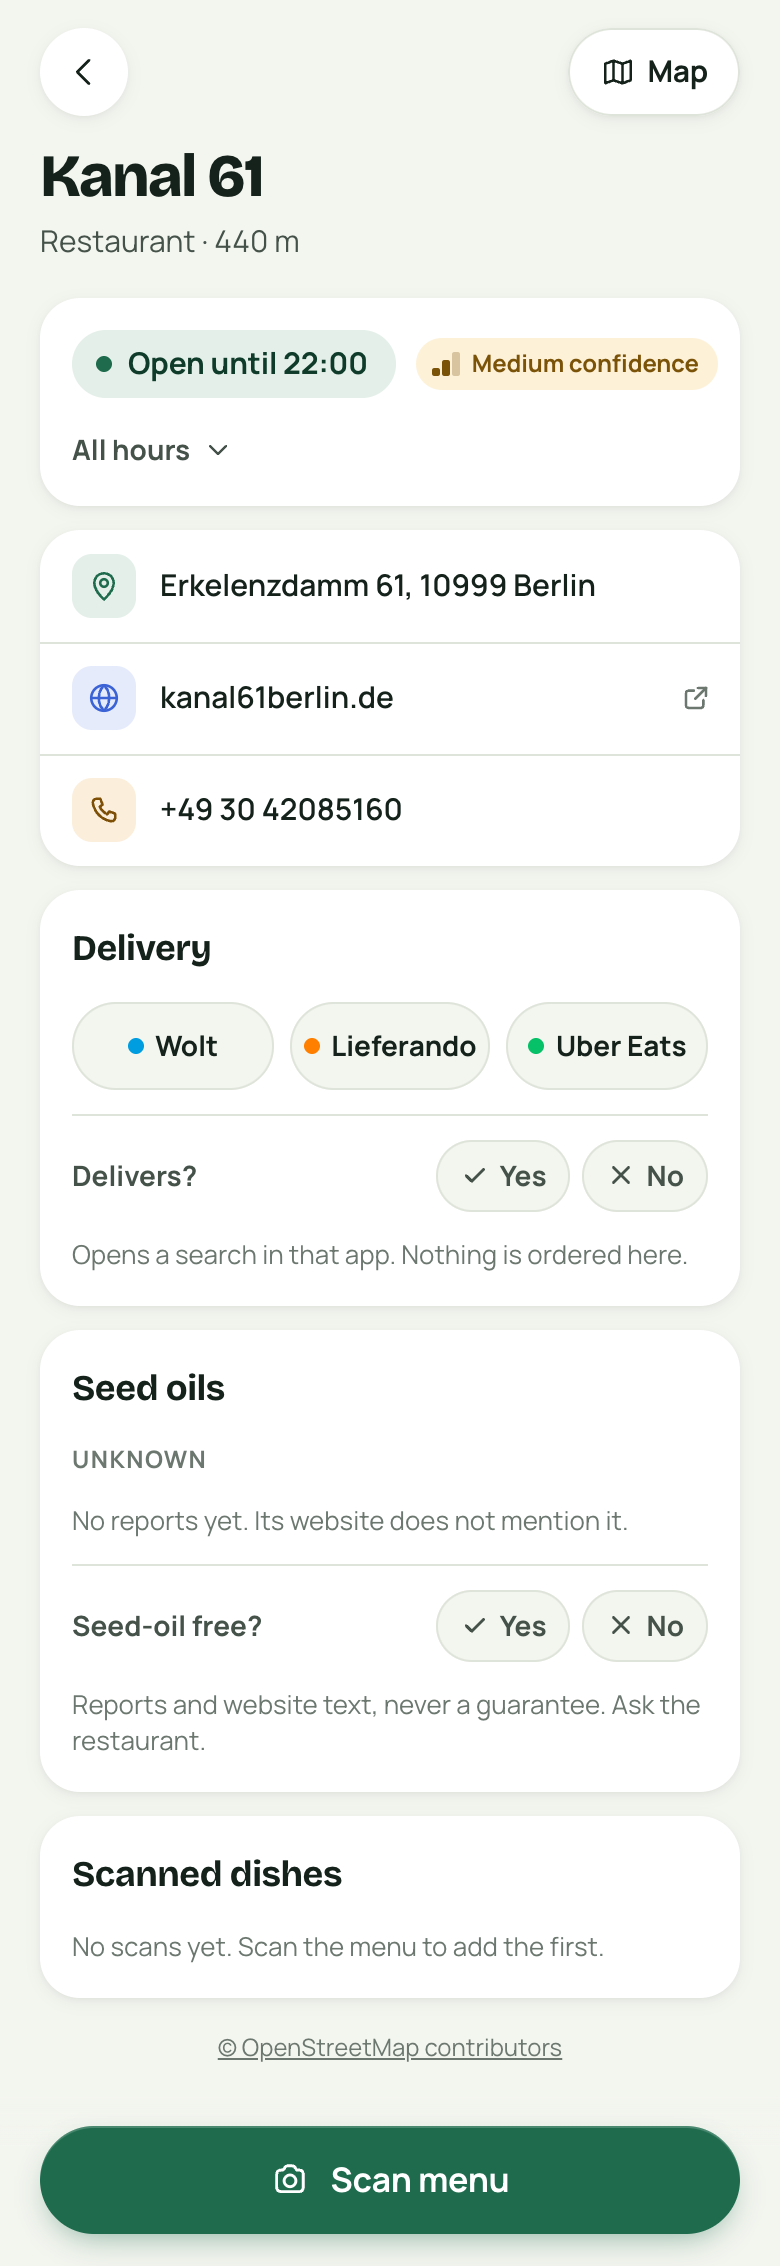 Map
Kanal 61
Restaurant · 440 m
Open until 22:00
Medium confidence
All hours
Erkelenzdamm 61, 10999 Berlin
kanal61berlin.de
+49 30 42085160
Delivery
Wolt
Lieferando
Uber Eats
Delivers?
Yes
No
Opens a search in that app. Nothing is ordered here.
Seed oils
UNKNOWN
No reports yet. Its website does not mention it.
Seed-oil free?
Yes
No
Reports and website text, never a guarantee. Ask the
restaurant.
Scanned dishes
No scans yet. Scan the menu to add the first.
© OpenStreetMap contributors
Scan menu